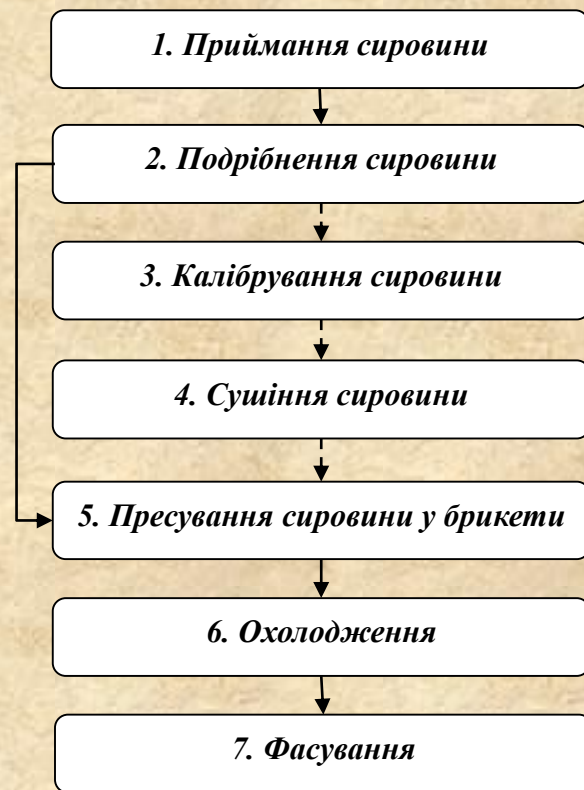 1. Приймання сировини
2. Подрібнення сировини
3. Калібрування сировини
4. Сушіння сировини
5. Пресування сировини у брикети
6. Охолодження
7. Фасування